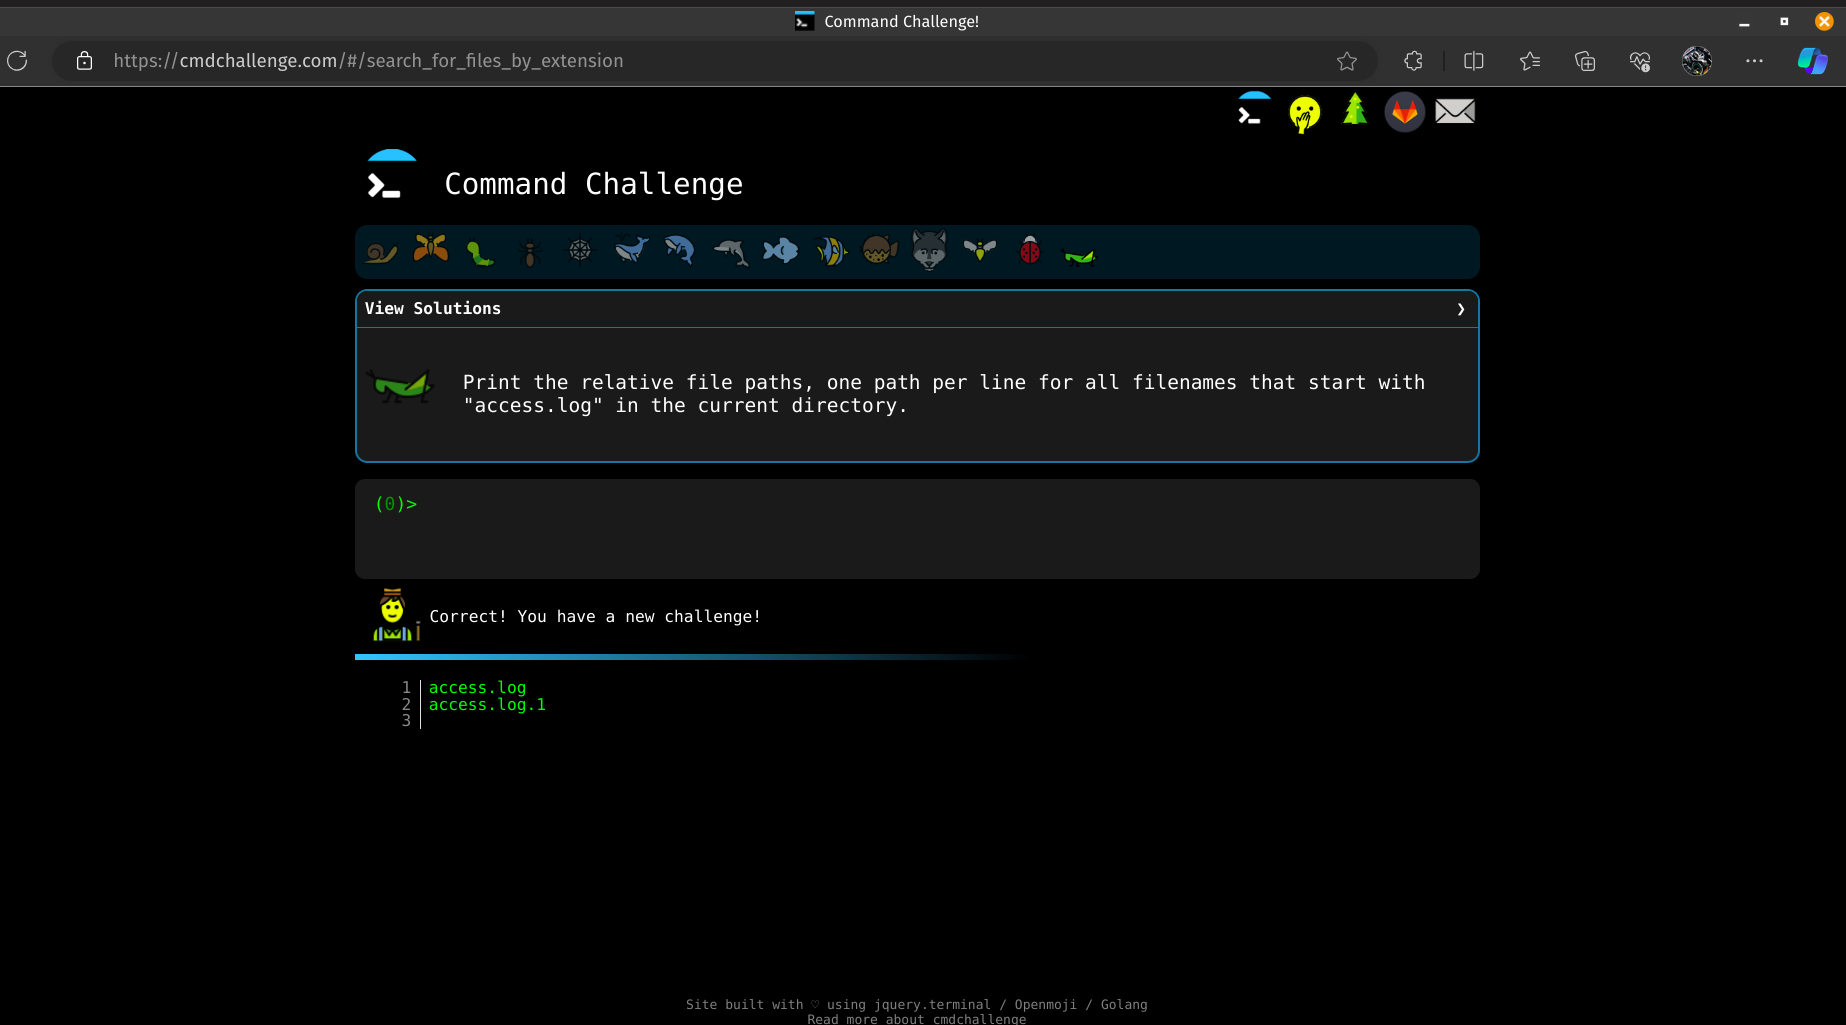 Command Challenge!
https://cmdchallenge.com/#/search_for_files_by_extension
Command Challenge
View Solutions
Print the relative file paths, one path per line for all filenames that start with
"access.log" in the current directory.
(0)>
Correct! You have a new challenge!
1 access.log
2 access.log.1
3
Site built with ♡ using jquery.terminal / Openmoji / Golang
Read more about cmdchallenge